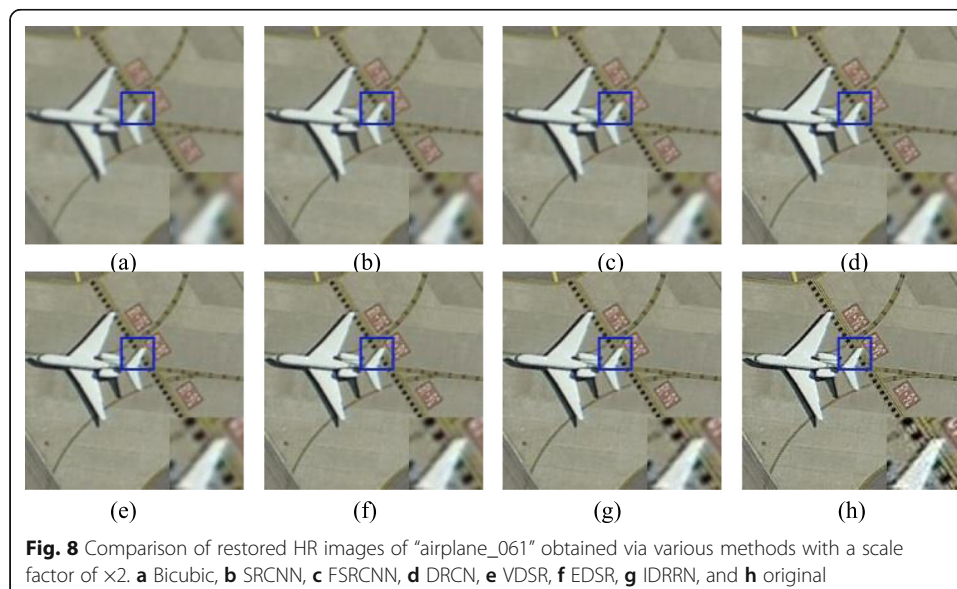 (a) (b) (c) (d)
(e) (f) (g) (h)
Fig. 8 Comparison of restored HR images of “airplane_061” obtained via various methods with a scale
factor of ×2. a Bicubic, b SRCNN, c FSRCNN, d DRCN, e VDSR, f EDSR, g IDRRN, and h original